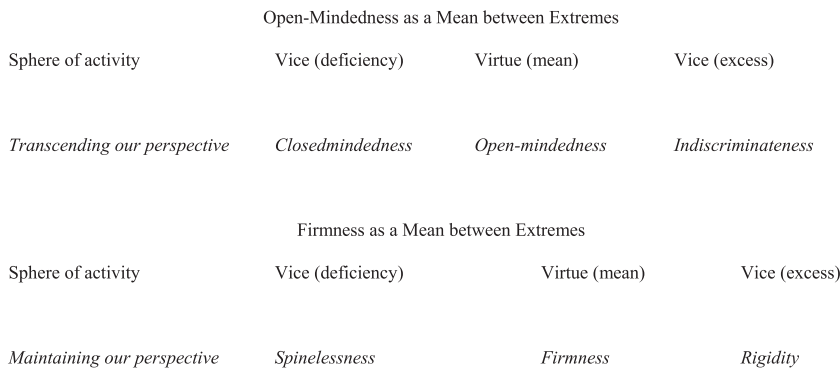 Open-Mindedness as a Mean between Extremes
Sphere of activity Vice (deficiency) Virtue (mean) Vice (excess)
Transcending our perspective Closedmindedness Open-mindedness Indiscriminateness
Firmness as a Mean between Extremes
Sphere of activity Vice (deficiency) Virtue (mean) Vice (excess)
Maintaining our perspective Spinelessness Firmness Rigidity